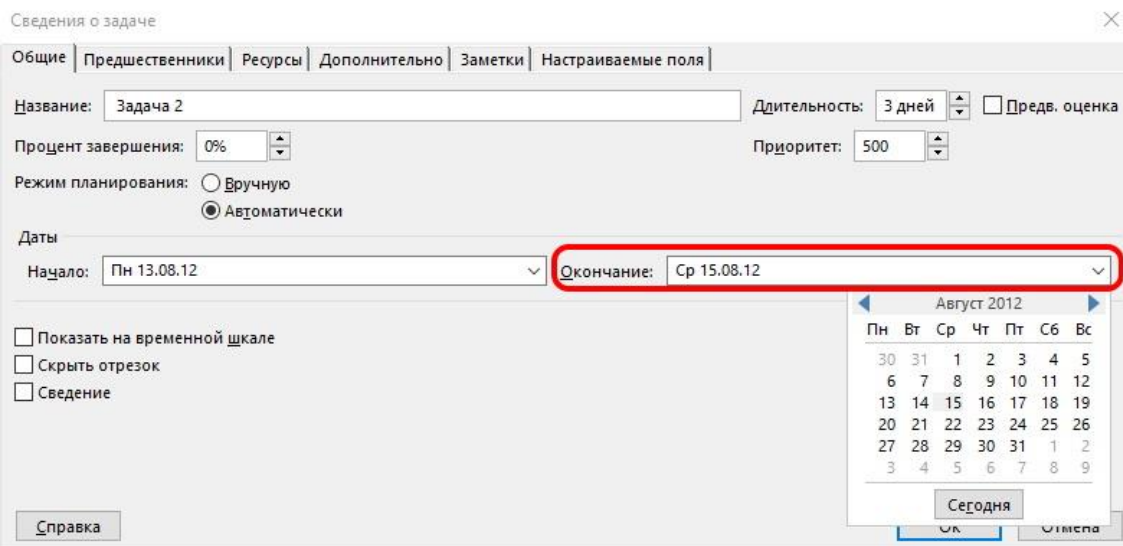 Сведения о задаче
Общие Предшественники Ресурсы Дополнительно Заметки Настраиваемые поля
Название: Задача 2 Длительность: 3 дней Предв. оценка
Процент завершения: 0% Приоритет: 500
Режим планирования: Вручную
Автоматически
Даты
Начало: Пн 13.08.12 Окончание: Ср 15.08.12
Август 2012
Пн Вт Ср Чт Пт Сб Вс
30 31 1 2 3 4 5
6 7 8 9 10 11 12
13 14 15 16 17 18 19
20 21 22 23 24 25 26
27 28 29 30 31 1 2
3 4 5 6 7 8 9
Сегодня
Показать на временной шкале
Скрыть отрезок
Сведение
Справка ОК Отмена